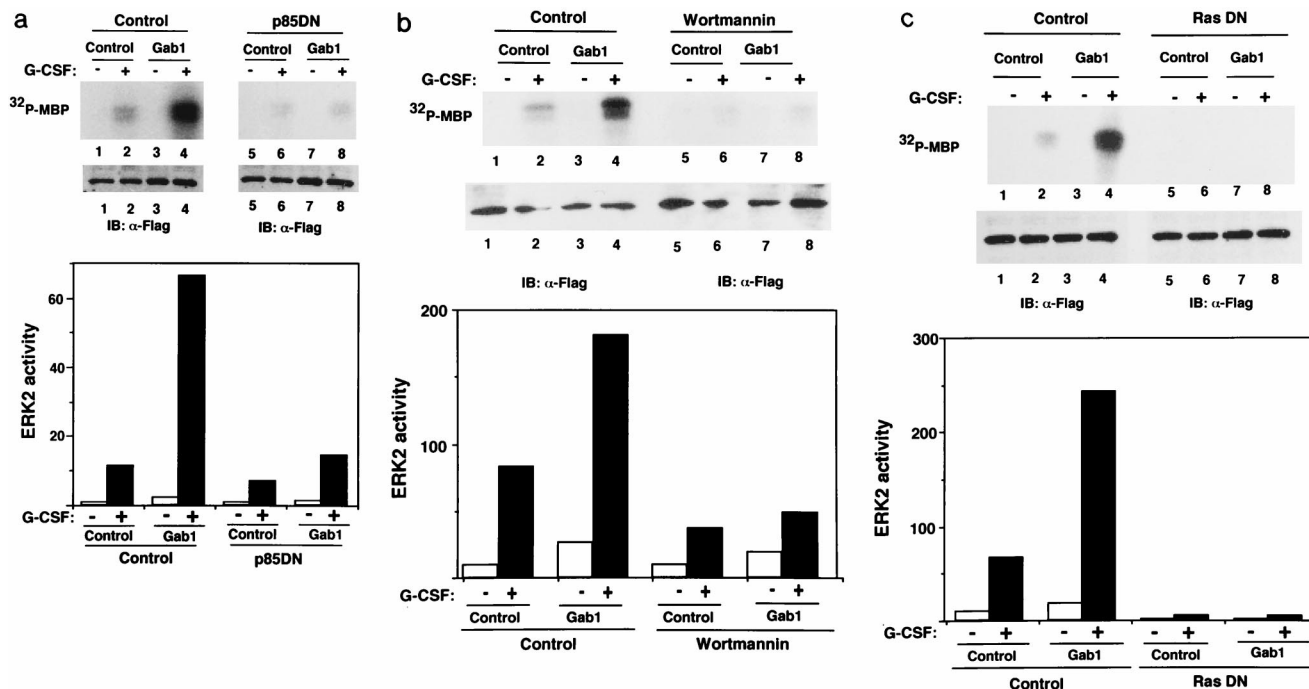 a
Control p85DN
Control Gab1 Control Gab1
G-CSF: - + - + - + - +
32P-MBP
1 2 3 4 5 6 7 8
1 2 3 4 5 6 7 8
IB: α-Flag IB: α-Flag
60
40
20
ERK2 activity
G-CSF: - + - + - + - +
Control Gab1 Control Gab1
Control p85DN
b
Control Wortmannin
Control Gab1 Control Gab1
G-CSF: - + - + - + - +
32P-MBP
1 2 3 4 5 6 7 8
1 2 3 4 5 6 7 8
IB: α-Flag IB: α-Flag
200
100
0
ERK2 activity
G-CSF: - + - + - + - +
Control Gab1 Control Gab1
Control Wortmannin
c
Control Ras DN
Control Gab1 Control Gab1
G-CSF: - + - + - + - +
32P-MBP
1 2 3 4 5 6 7 8
1 2 3 4 5 6 7 8
IB: α-Flag IB: α-Flag
300
200
100
0
ERK2 activity
G-CSF: - + - + - + - +
Control Gab1 Control Gab1
Control Ras DN